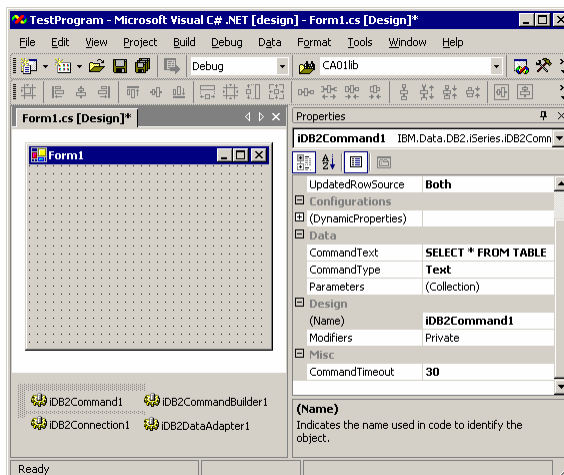 TestProgram - Microsoft Visual C# .NET [design] - Form1.cs [Design]*
File Edit View Project Build Debug Data Format Tools Window Help
Debug CA01lib
Form1.cs [Design]*
Form1
Properties
iDB2Command1 IBM.Data.DB2.iSeries.iDB2Comm
UpdatedRowSource Both
Configurations
(DynamicProperties)
Data
CommandText SELECT * FROM TABLE
CommandType Text
Parameters (Collection)
Design
(Name) iDB2Command1
Modifiers Private
Misc
CommandTimeout 30
iDB2Command1 iDB2CommandBuilder1
iDB2Connection1 iDB2DataAdapter1
(Name)
Indicates the name used in code to identify the
object.
Ready